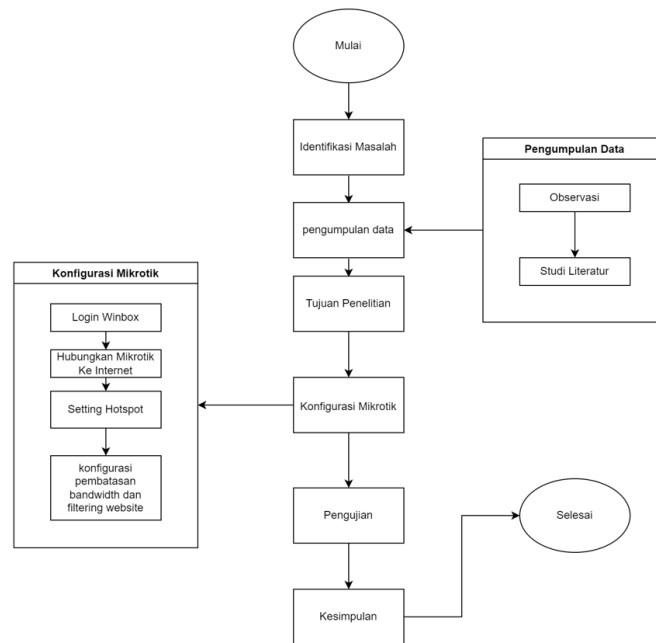 Mulai
Identifikasi Masalah
Pengumpulan Data
Observasi
Studi Literatur
pengumpulan data
Tujuan Penelitian
Konfigurasi Mikrotik
Login Winbox
Hubungkan Mikrotik
Ke Internet
Setting Hotspot
konfigurasi
pembatasan
bandwidth dan
filtering website
Konfigurasi Mikrotik
Pengujian
Selesai
Kesimpulan